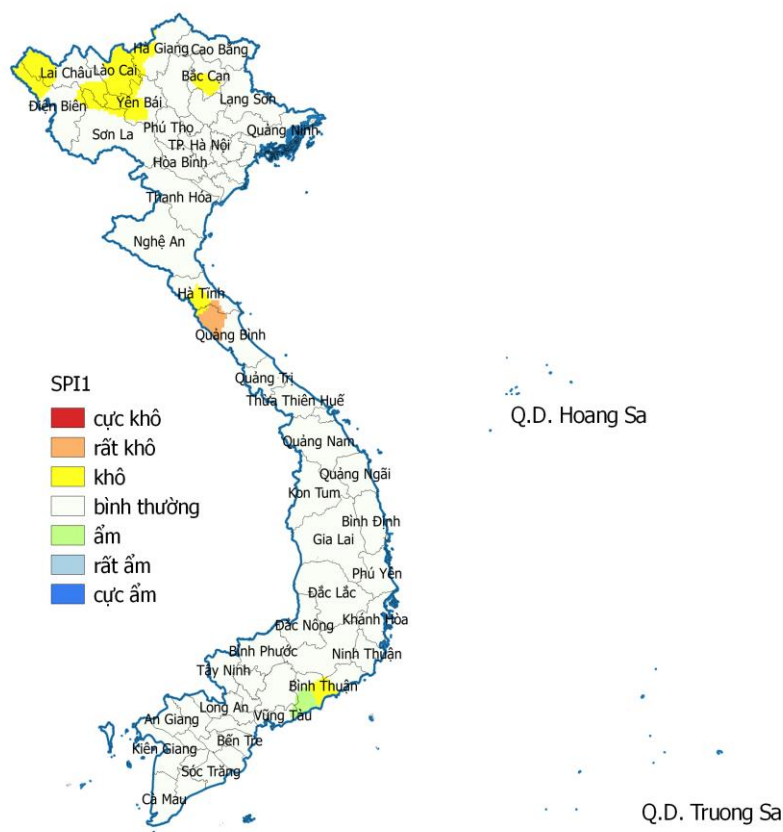 Hà Giang
Cao Bằng
Lai Châu
Lào Cai
Bắc Cạn
Điện Biên
Yên Bái
Lạng Sơn
Phú Thọ
Sơn La
Quảng Ninh
TP. Hà Nội
Hòa Bình
Thanh Hóa
Nghệ An
Hà Tĩnh
Quảng Bình
SPI1
cực khô
rất khô
khô
bình thường
ẩm
rất ẩm
cực ẩm
Quảng Trị
Thừa Thiên Huế
Q.D. Hoang Sa
Quảng Nam
Quảng Ngãi
Kon Tum
Bình Định
Gia Lai
Phú Yên
Đắc Lắc
Khánh Hòa
Đắc Nông
Bình Phước
Ninh Thuận
Tây Ninh
Bình Thuận
Long An
Vũng Tàu
An Giang
Bến Tre
Kiên Giang
Sóc Trăng
Cà Mau
Q.D. Truong Sa